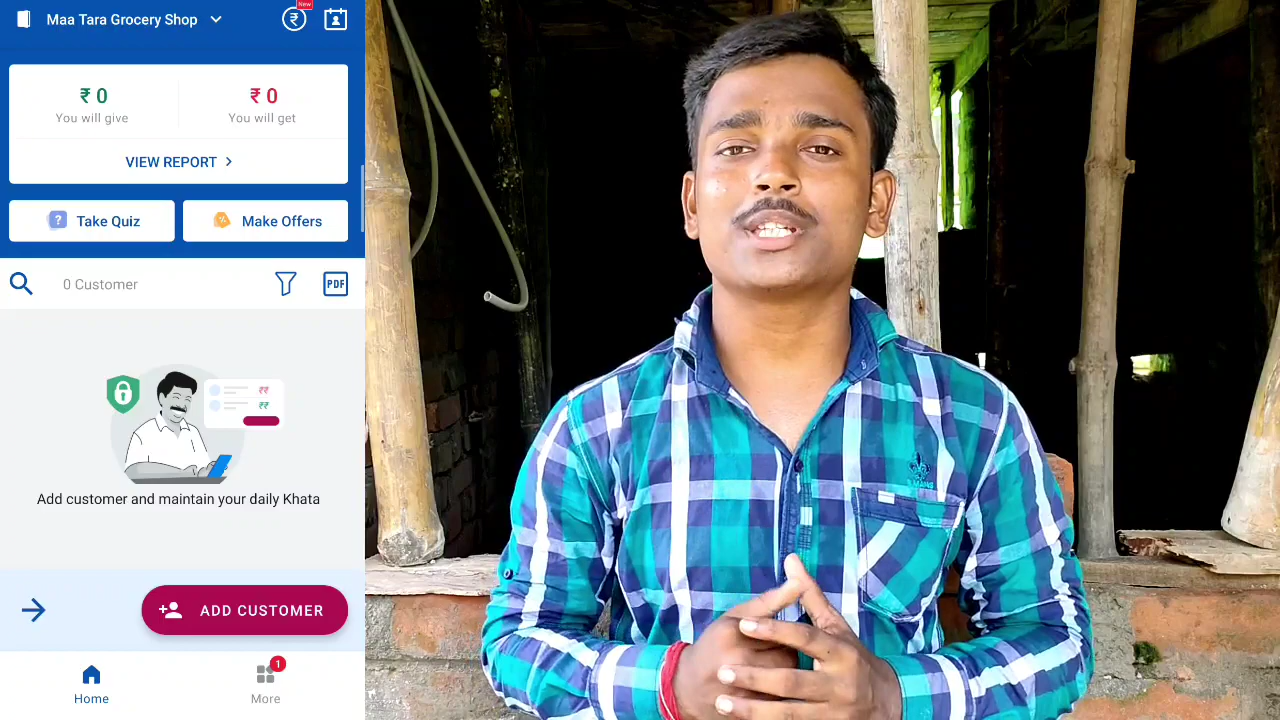 Maa Tara Grocery Shop
New
₹
₹ 0
You will give
₹ 0
You will get
VIEW REPORT
?
Take Quiz
%
Make Offers
0 Customer
PDF
₹₹
₹₹
Add customer and maintain your daily Khata
ADD CUSTOMER
1
Home
More